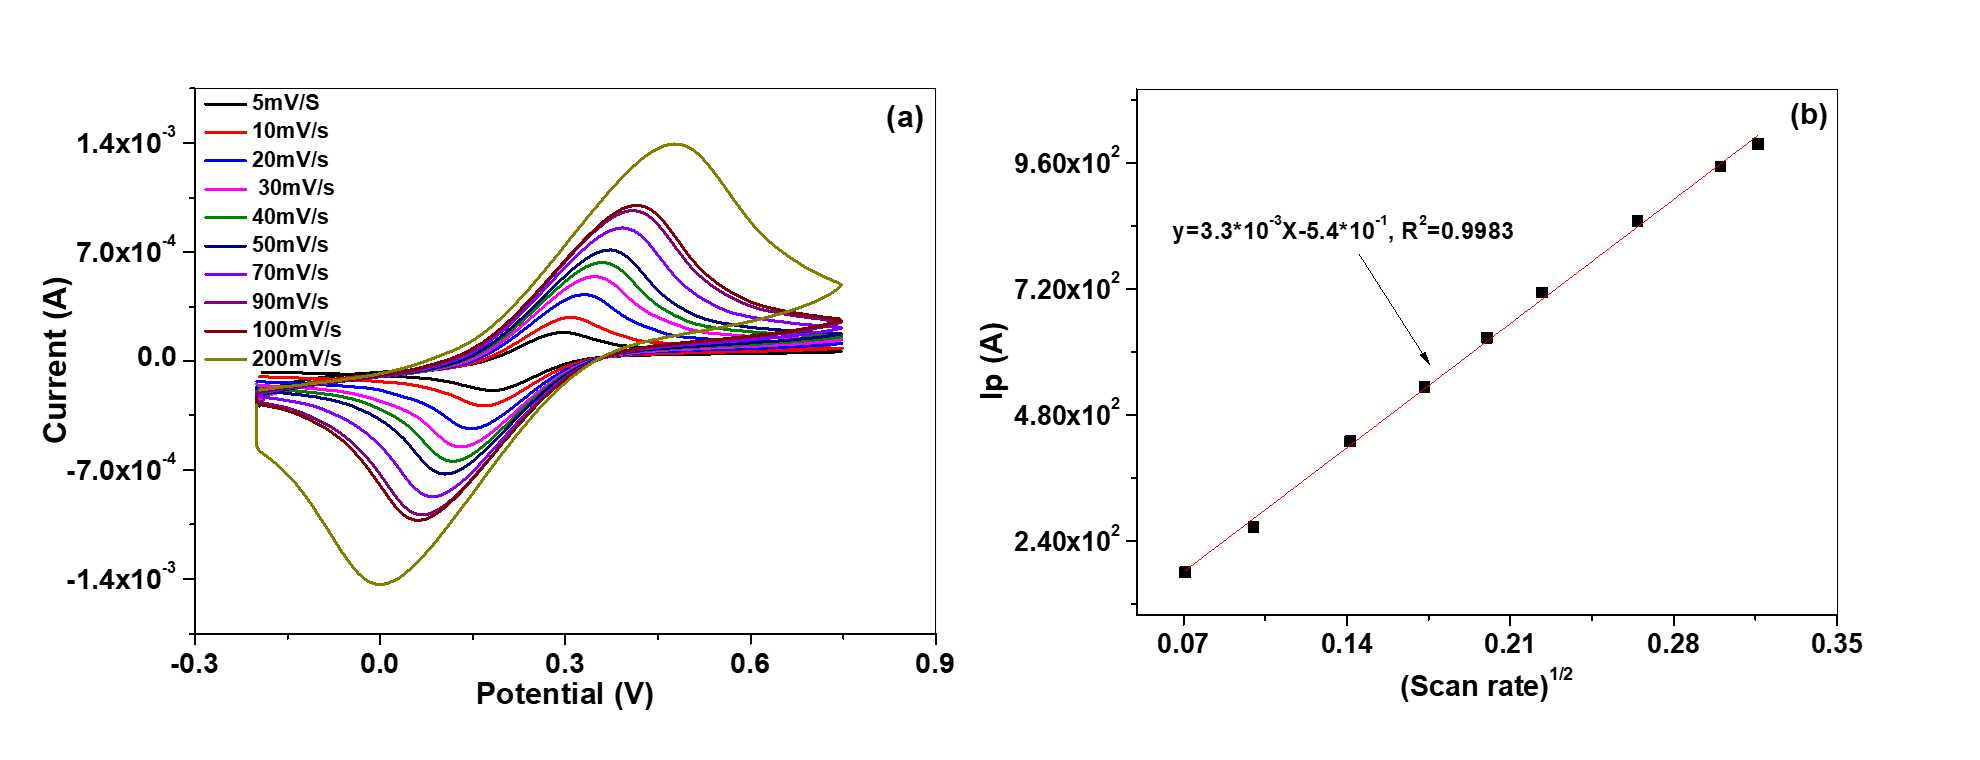 (a)
5mV/S
10mV/s
20mV/s
30mV/s
40mV/s
50mV/s
70mV/s
90mV/s
100mV/s
200mV/s
1.4x10⁻³
7.0x10⁻⁴
0.0
-7.0x10⁻⁴
-1.4x10⁻³
Current (A)
-0.3 0.0 0.3 0.6 0.9
Potential (V)
(b)
y=3.3*10⁻³X-5.4*10⁻¹, R²=0.9983
9.60x10²
7.20x10²
4.80x10²
2.40x10²
Ip (A)
0.07 0.14 0.21 0.28 0.35
(Scan rate)¹/²